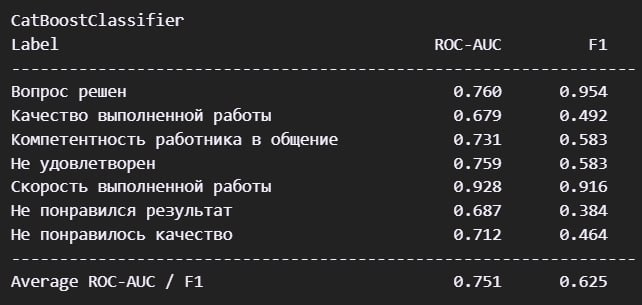 CatBoostClassifier
Label ROC-AUC F1
----------------------------------------------------------------
Вопрос решен 0.760 0.954
Качество выполненной работы 0.679 0.492
Компетентность работника в общение 0.731 0.583
Не удовлетворен 0.759 0.583
Скорость выполненной работы 0.928 0.916
Не понравился результат 0.687 0.384
Не понравилось качество 0.712 0.464
----------------------------------------------------------------
Average ROC-AUC / F1 0.751 0.625